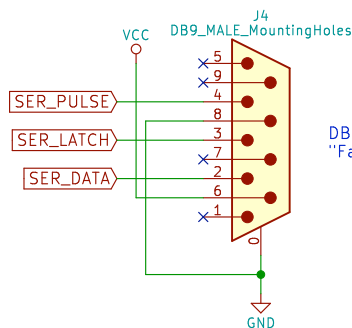 J4
DB9_MALE_MountingHoles
VCC
5
9
SER_PULSE
4
8
SER_LATCH
3
DB
7
"Fa
SER_DATA
2
6
1
0
GND